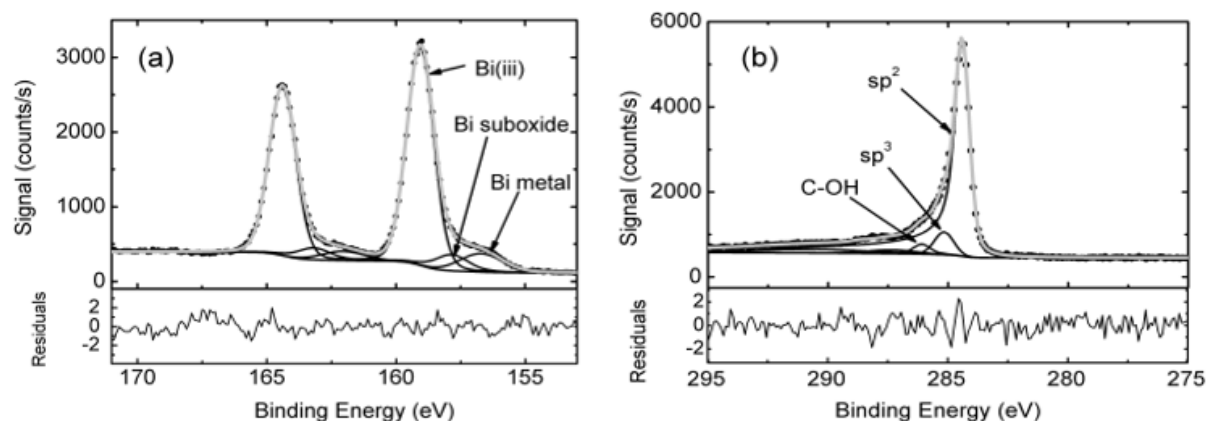 (a)
Signal (counts/s)
3000
2000
1000
0
Bi(iii)
Bi suboxide
Bi metal
Residuals
2
0
-2
170
165
160
155
Binding Energy (eV)
(b)
Signal (counts/s)
6000
4000
2000
0
sp²
sp³
C-OH
Residuals
2
0
-2
295
290
285
280
275
Binding Energy (eV)